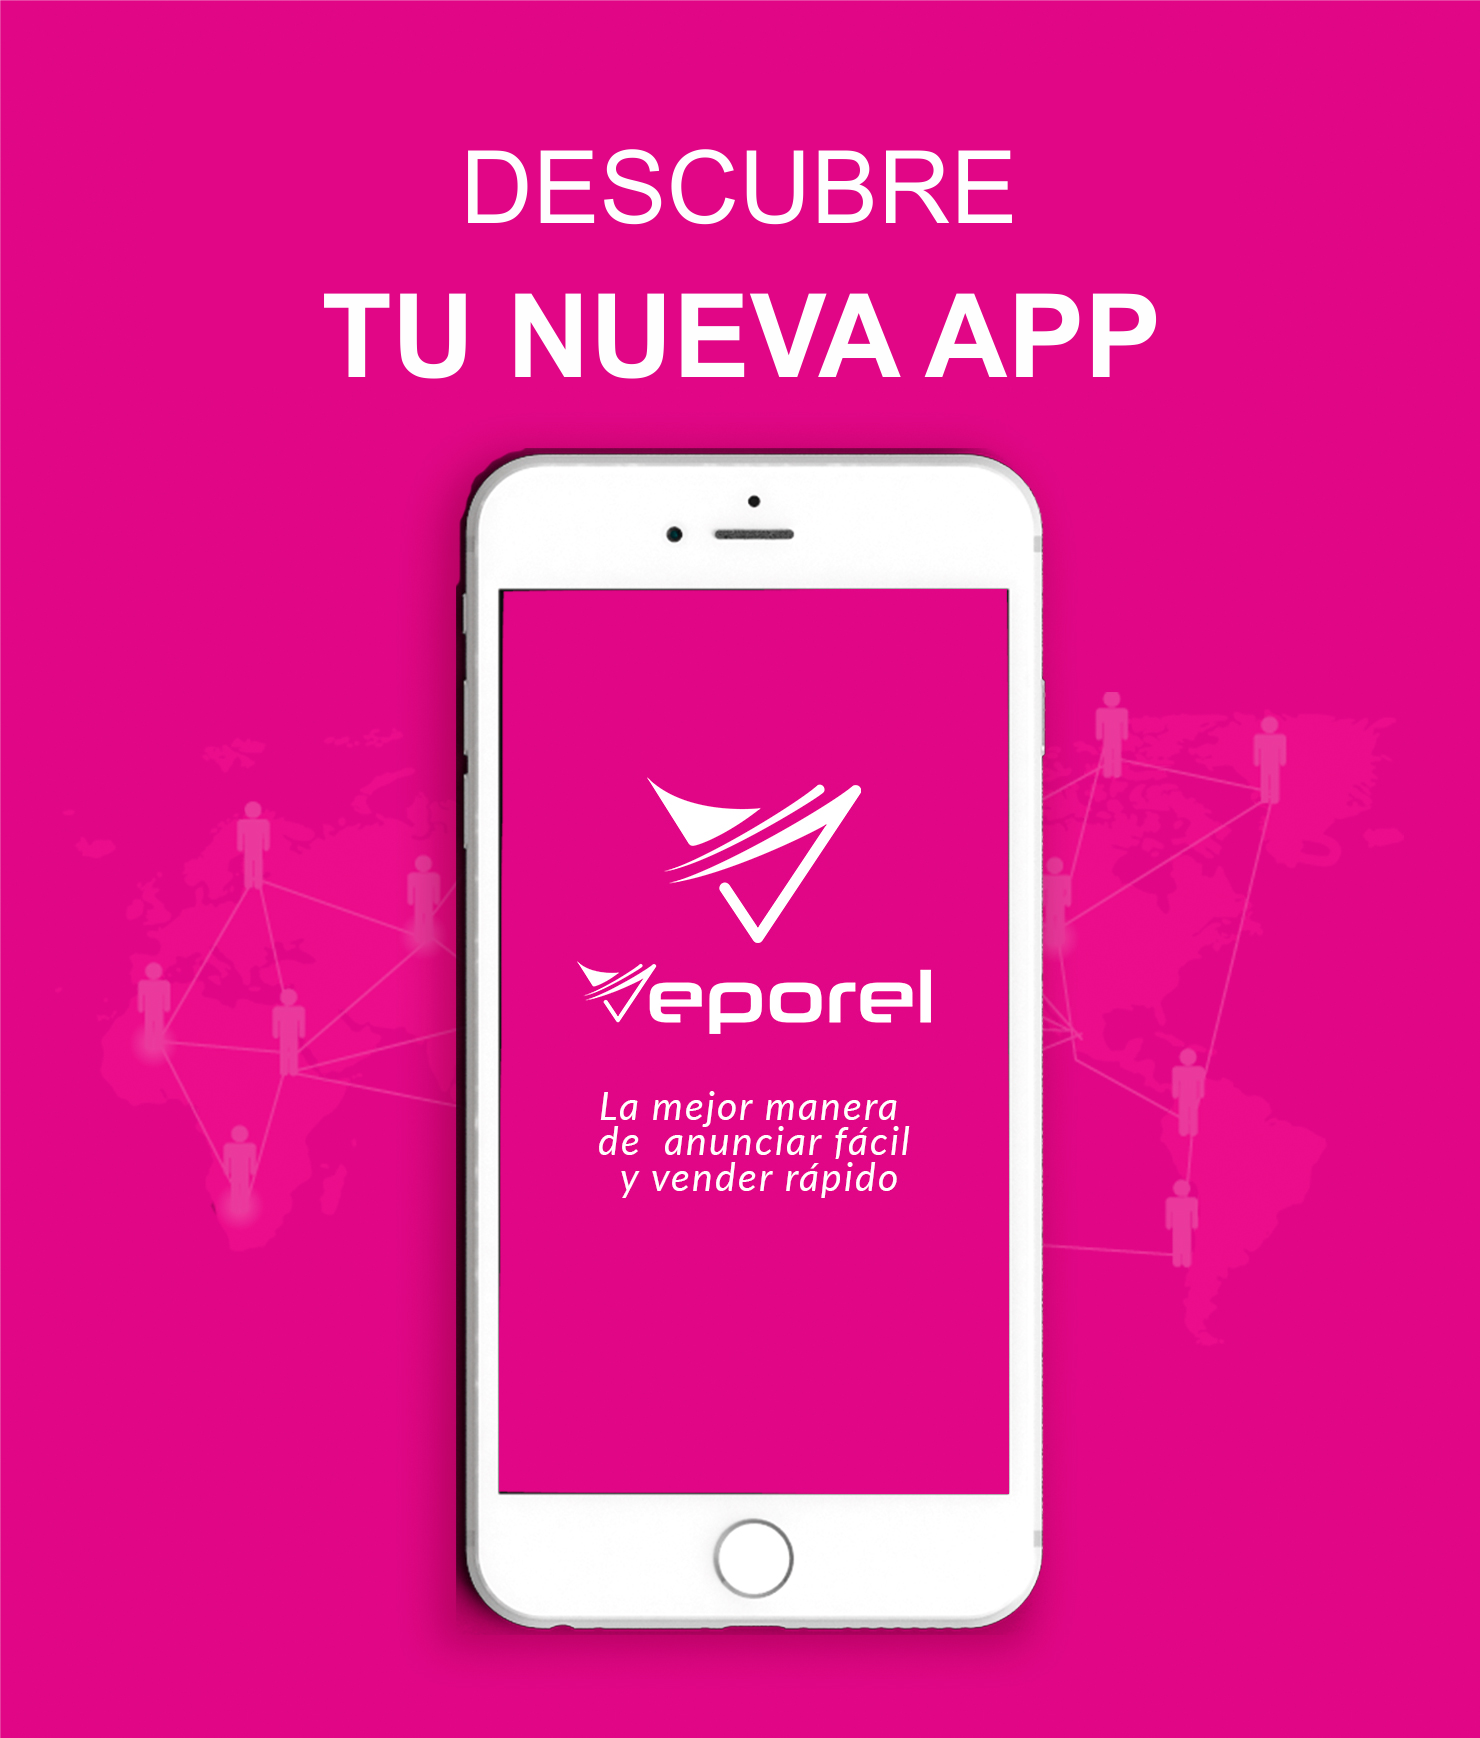 DESCUBRE
TU NUEVA APP
Veporel
La mejor manera
de anunciar fácil
y vender rápido